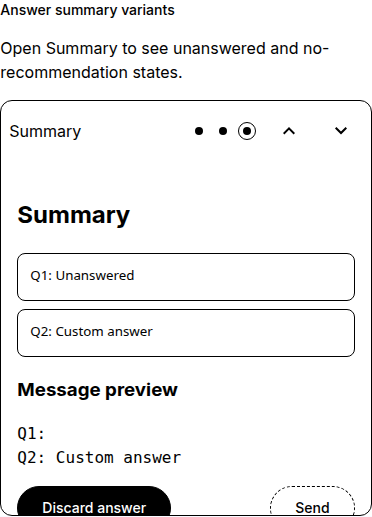 Answer summary variants
Open Summary to see unanswered and no-
recommendation states.
Summary
Summary
Q1: Unanswered
Q2: Custom answer
Message preview
Q1:
Q2: Custom answer
Discard answer
Send